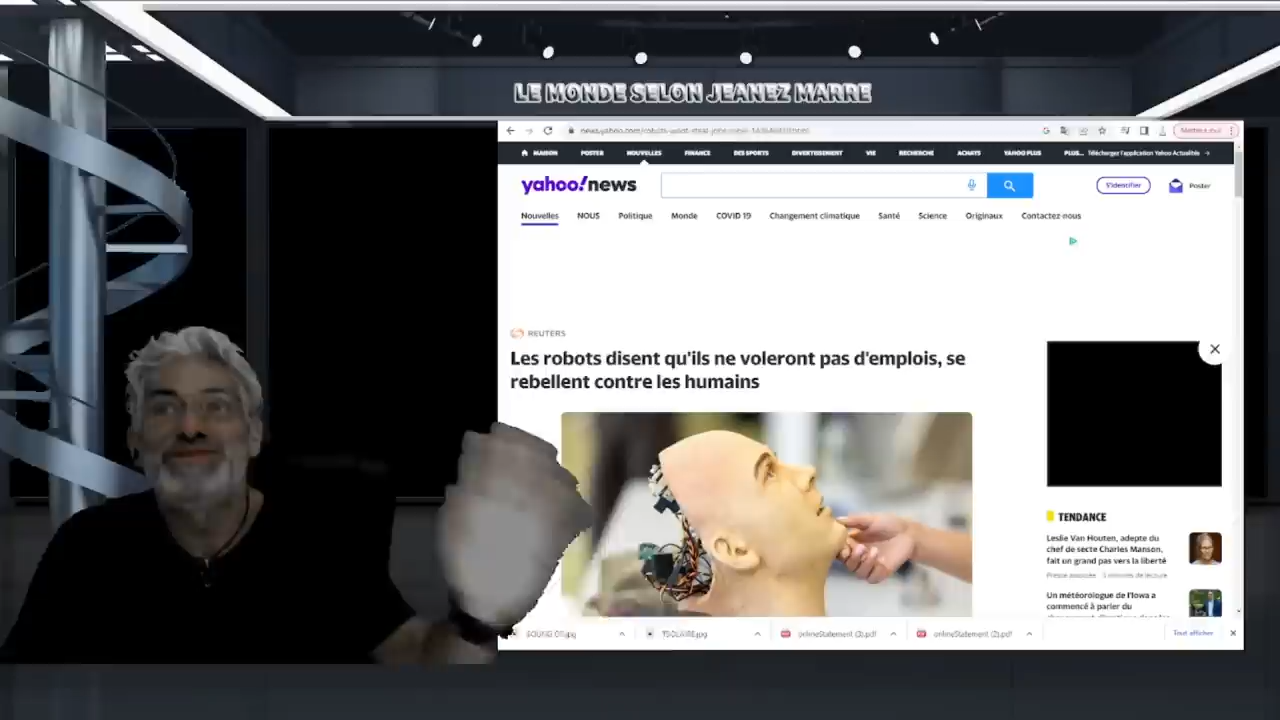 LE MONDE SELON JEANEZ MARRE
MAISON POSTER NOUVELLES FINANCE DES SPORTS DIVERTISSEMENT VIE RECHERCHE ACHATS YAHOO PLUS PLUS... Téléchargez l'application Yahoo Actualités →
yahoo!news
S'identifier
Poster
Nouvelles NOUS Politique Monde COVID 19 Changement climatique Santé Science Originaux Contactez-nous
REUTERS
Les robots disent qu'ils ne voleront pas d'emplois, se
rebellent contre les humains
TENDANCE
Leslie Van Houten, adepte du
chef de secte Charles Manson,
fait un grand pas vers la liberté
Un météorologue de l'Iowa a
commencé à parler du
onlineStatement (3).pdf onlineStatement (2).pdf Tout afficher